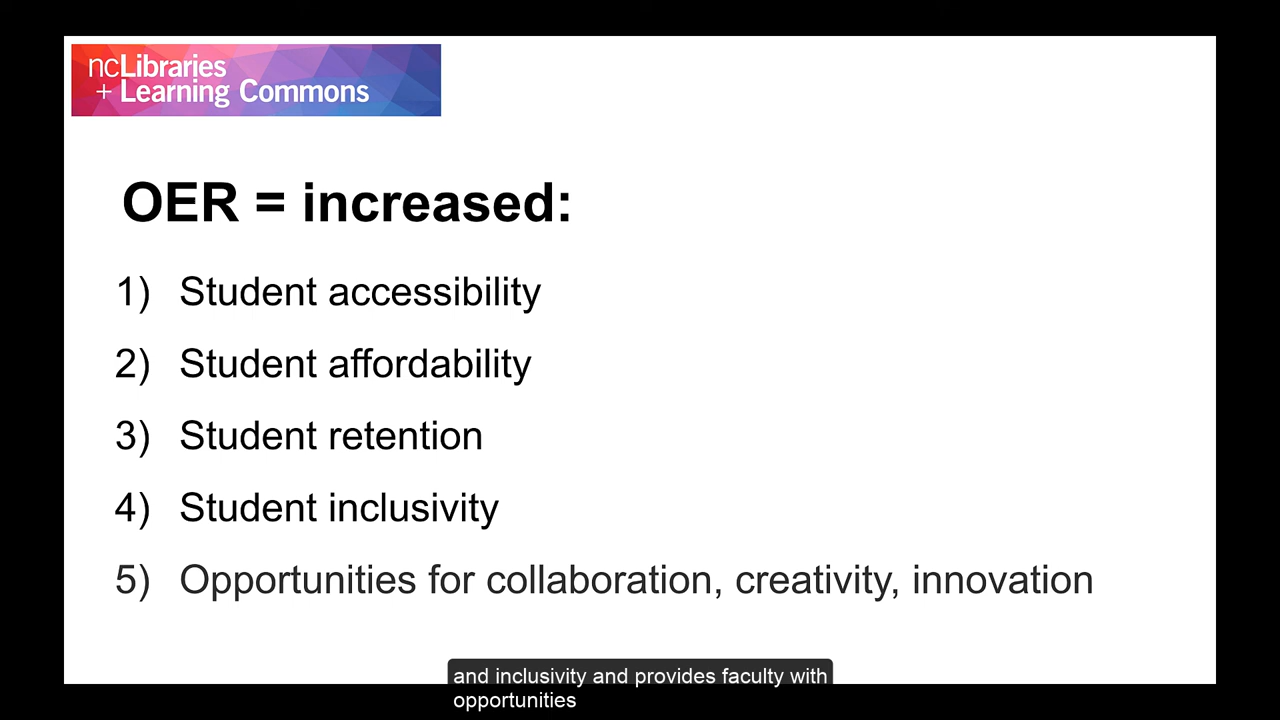 ncLibraries
+ Learning Commons
OER = increased:
1) Student accessibility
2) Student affordability
3) Student retention
4) Student inclusivity
5) Opportunities for collaboration, creativity, innovation
and inclusivity and provides faculty with
opportunities